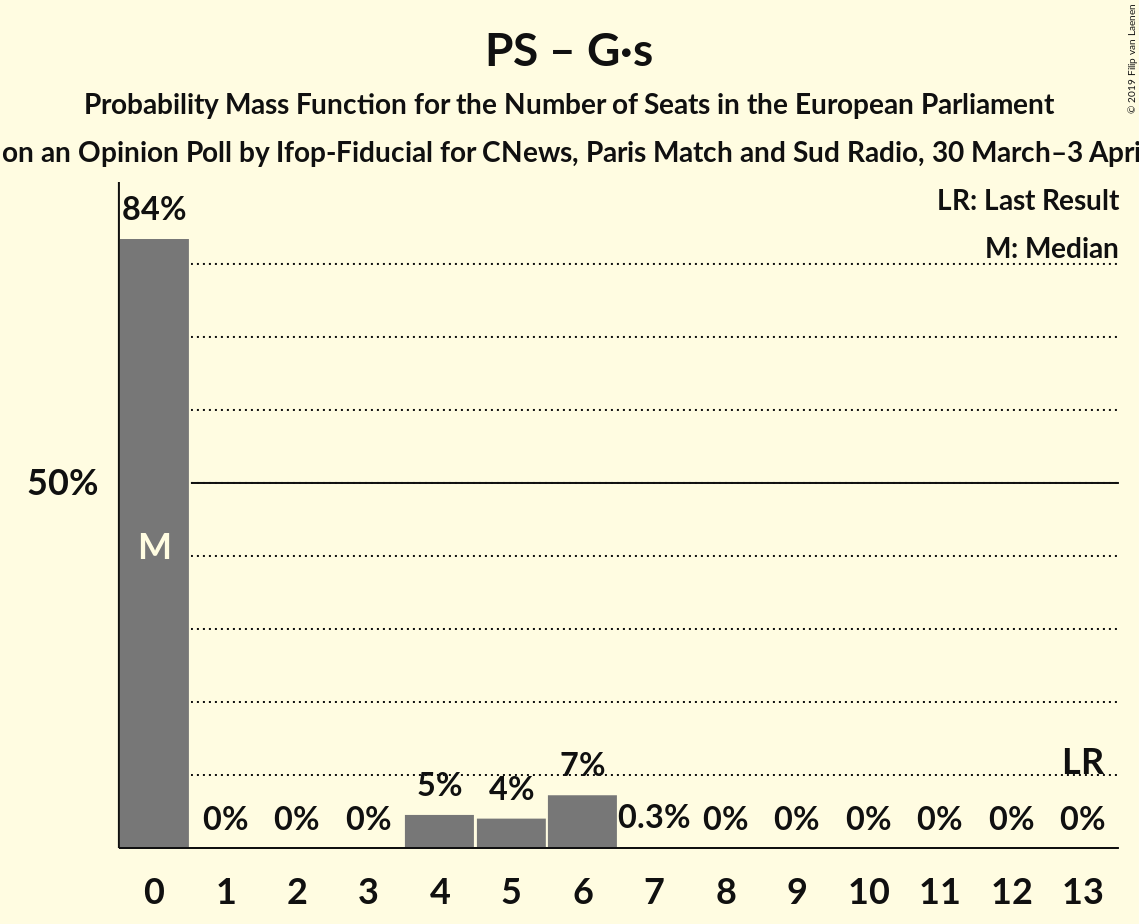 PS – G·s
Probability Mass Function for the Number of Seats in the European Parliament
on an Opinion Poll by Ifop-Fiducial for CNews, Paris Match and Sud Radio, 30 March–3 Apri
© 2019 Filip van Laenen
LR: Last Result
M: Median
84%
50%
M
LR
0% 0% 0% 5% 4% 7% 0.3% 0% 0% 0% 0% 0% 0%
0 1 2 3 4 5 6 7 8 9 10 11 12 13